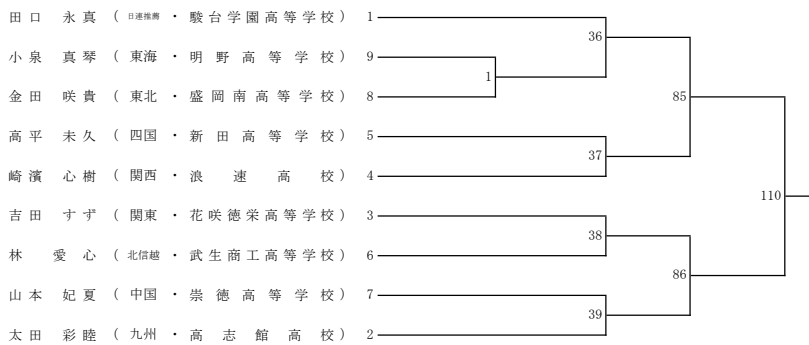 田口 永真 ( 日連推薦 ・ 駿台学園高等学校 ) 1
36
小泉 真琴 ( 東海 ・ 明野高等学校 ) 9
1
金田 咲貴 ( 東北 ・ 盛岡南高等学校 ) 8
85
高平 未久 ( 四国 ・ 新田高等学校 ) 5
37
崎濱 心樹 ( 関西 ・ 浪速高校 ) 4
110
吉田 すず ( 関東 ・ 花咲徳栄高等学校 ) 3
38
林 愛心 ( 北信越 ・ 武生商工高等学校 ) 6
86
山本 妃夏 ( 中国 ・ 崇徳高等学校 ) 7
39
太田 彩睦 ( 九州 ・ 高志館高校 ) 2